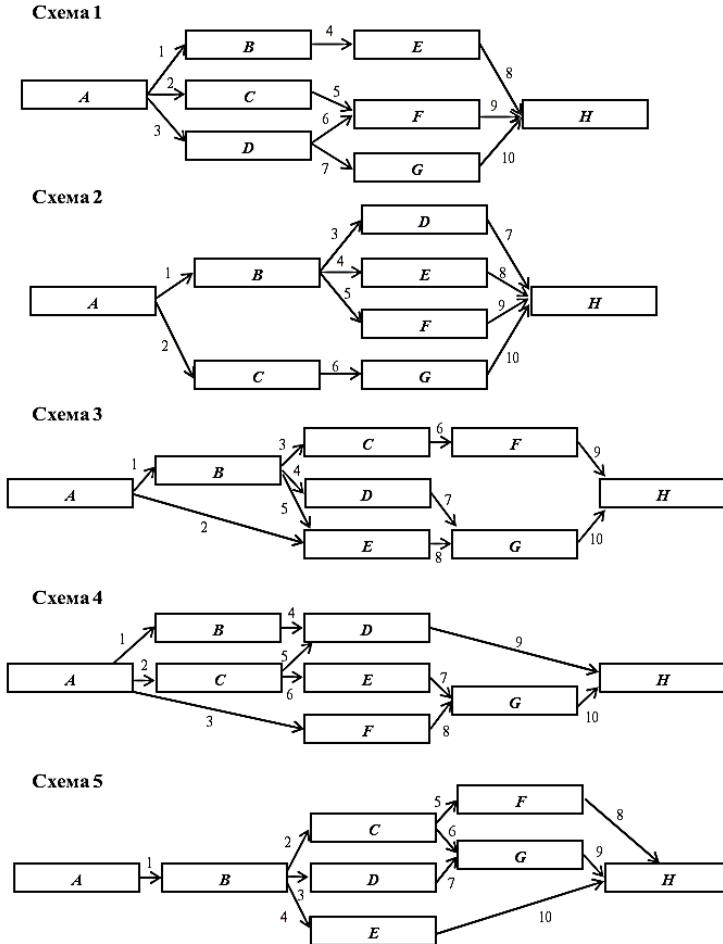 Схема 1
4
B E
1 8
2 5
A C
6 9
F H
3 D
7 10
G
Схема 2
D
3 7
1 4 8
B E
A 5 9 H
F
2 6 10
C G
Схема 3
3 C 6 F
1 9
B 4
A D 7 H
5
2 E 8 G 10
Схема 4
4
B D
1 9
2 5
A C E 7 H
6 G
3 8 10
F
Схема 5
5 F
2 C 8
6
1 G 9
A B D H
3 7
4 10
E